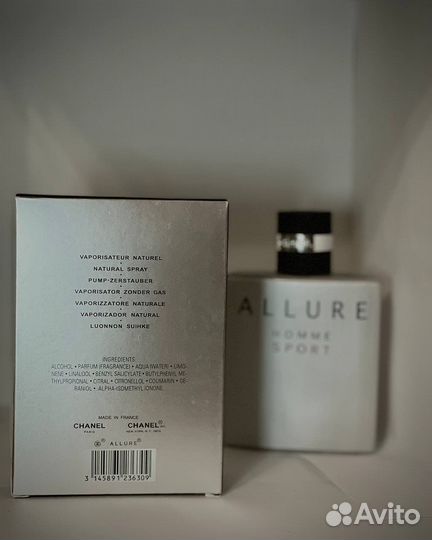 VAPORISATEUR NATUREL
NATURAL SPRAY
PUMP-ZERSTAUBER
VAPORISATOR ZONDER GAS
VAPORIZZATORE NATURALE
VAPORIZADOR NATURAL
LUONNON SUIHKE
INGREDIENTS:
ALCOHOL • PARFUM (FRAGRANCE) • AQUA (WATER) • LIMO-
NENE • LINALOOL • BENZYL SALICYLATE • BUTYLPHENYL ME-
THYLPROPIONAL • CITRAL • CITRONELLOL • COUMARIN • GE-
RANIOL • ALPHA-ISOMETHYL IONONE.
MADE IN FRANCE
CHANEL CHANEL®
PARIS
® ALLURE®
3 145891 236309
ALLURE
HOMME
SPORT
Avito